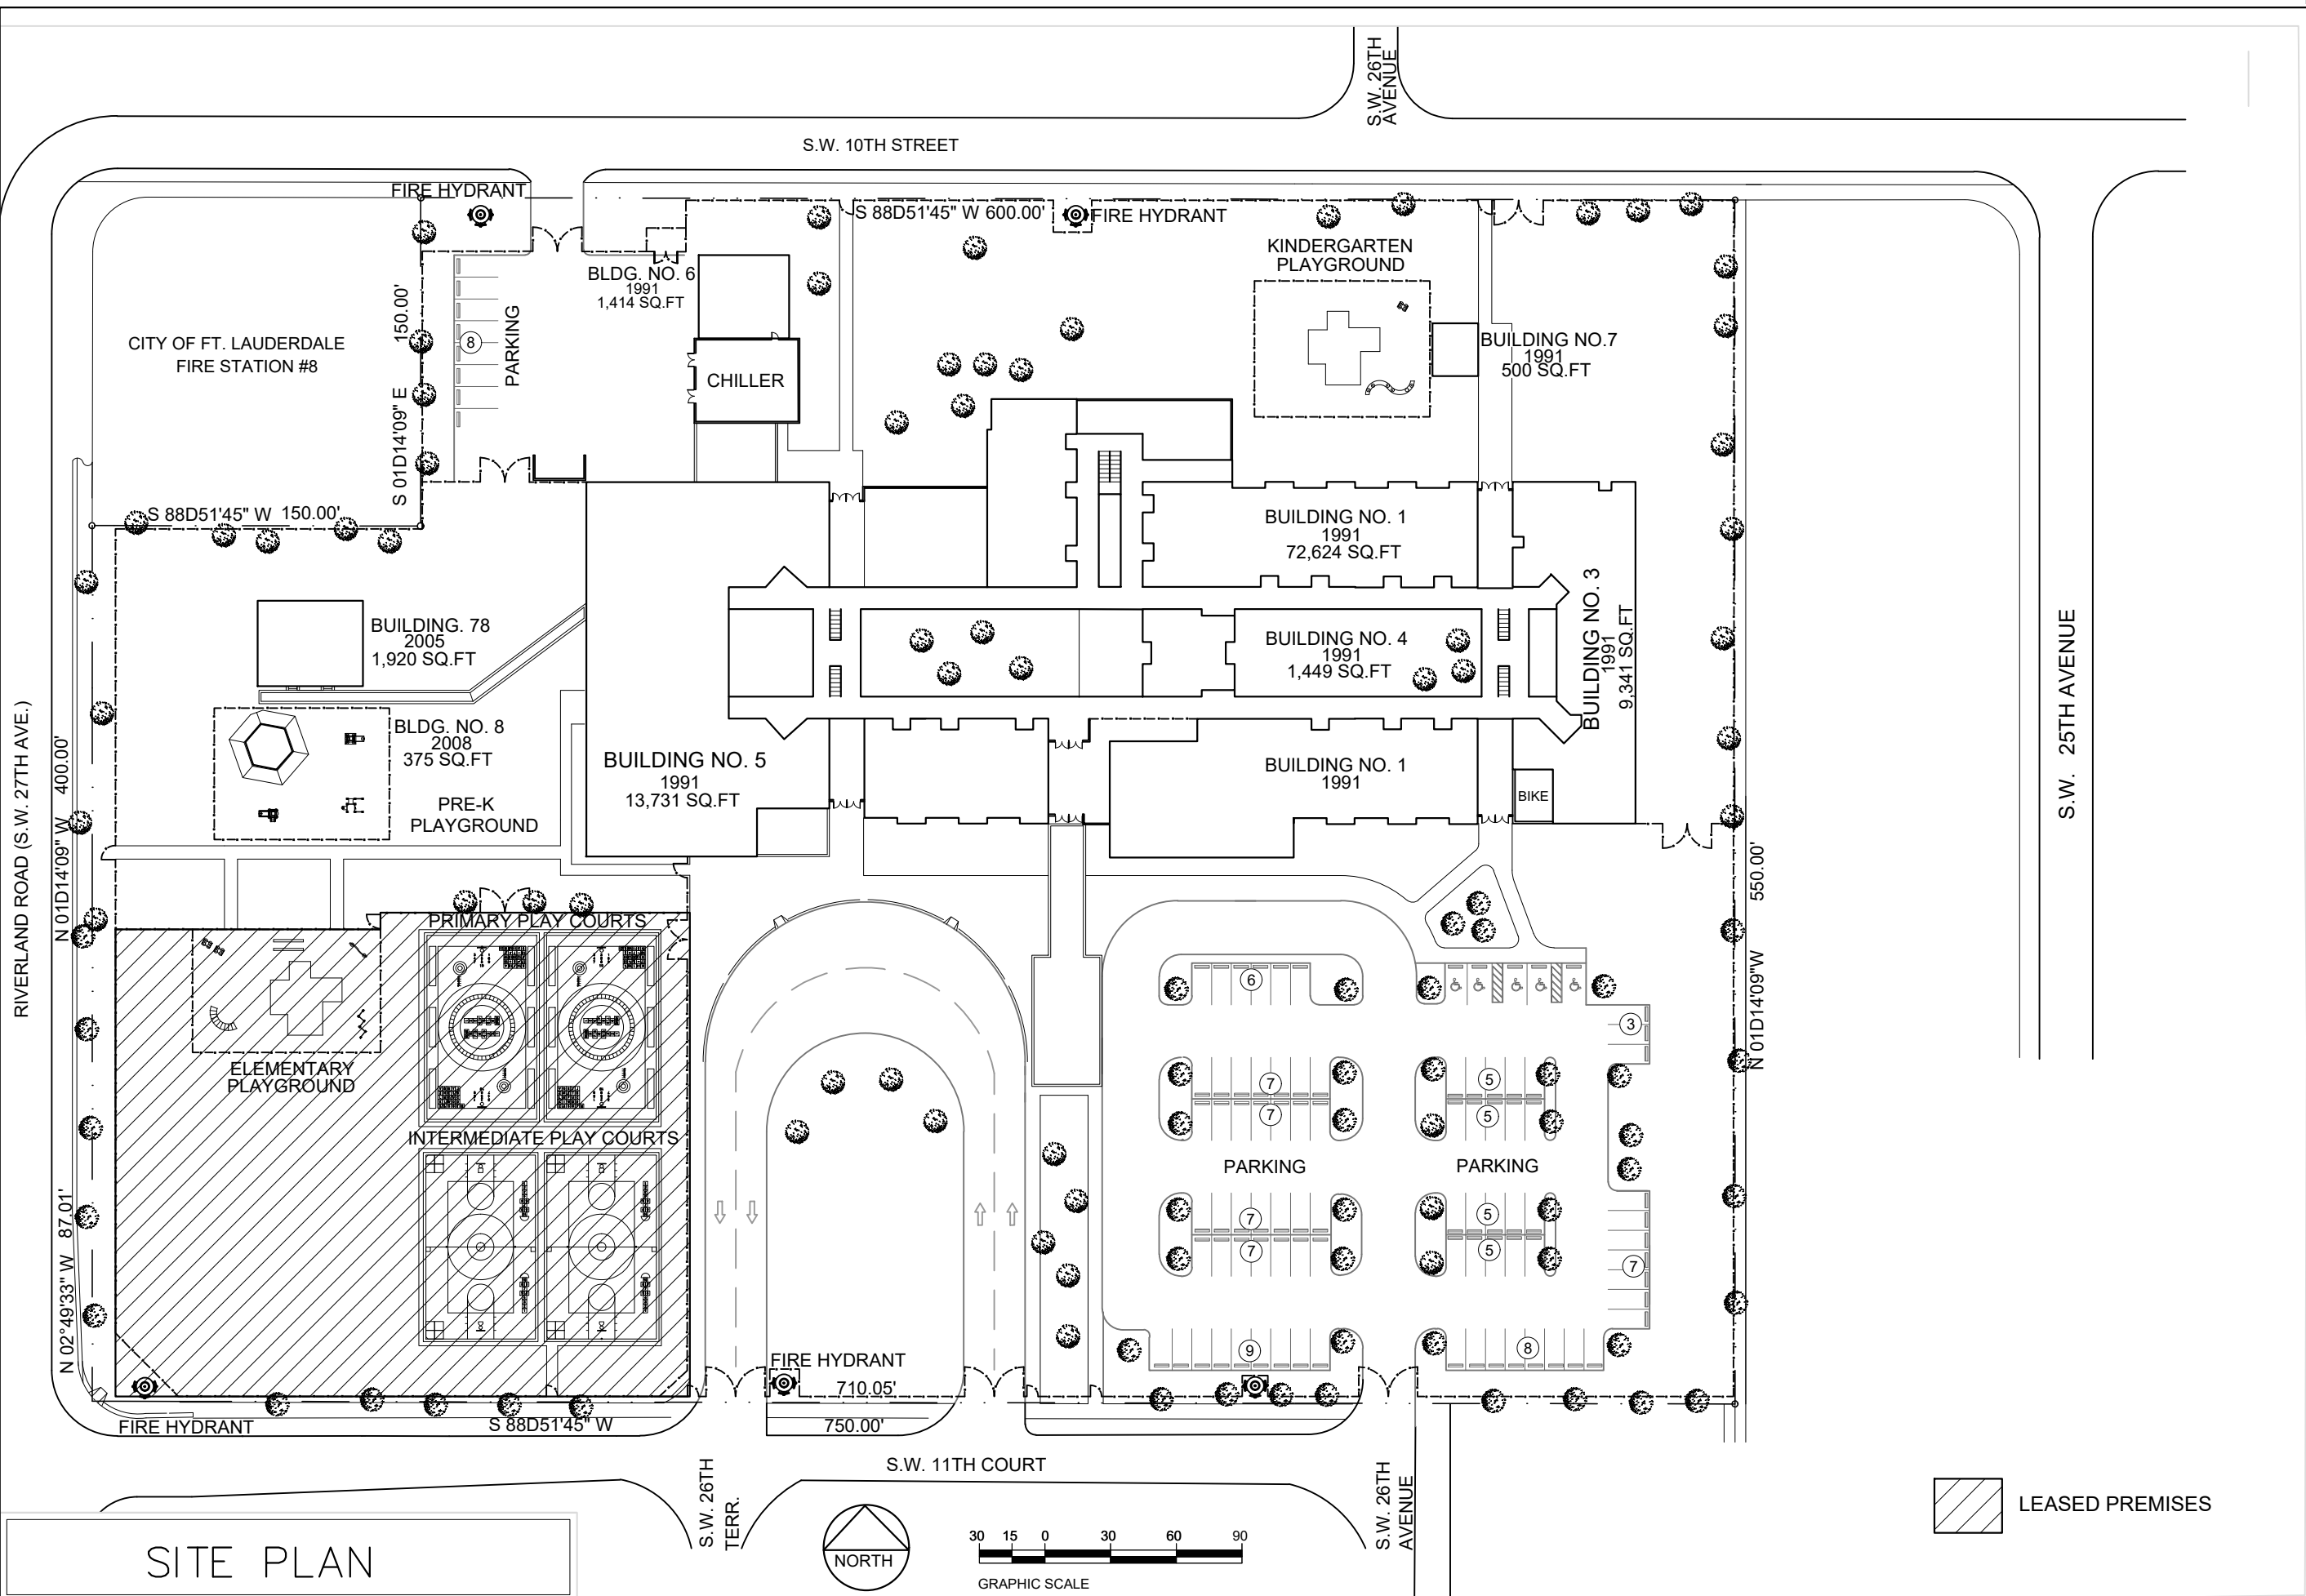 S.W. 26TH
AVENUE
S.W. 10TH STREET
FIRE HYDRANT
S 88D51'45" W 600.00'
FIRE HYDRANT
KINDERGARTEN
PLAYGROUND
BLDG. NO. 6
1991
1,414 SQ.FT
CITY OF FT. LAUDERDALE
FIRE STATION #8
150.00'
S 01D14'09" E
8
PARKING
CHILLER
BUILDING NO.7
1991
500 SQ.FT
S 88D51'45" W 150.00'
BUILDING NO. 1
1991
72,624 SQ.FT
BUILDING NO. 3
1991
9,341 SQ.FT
BUILDING. 78
2005
1,920 SQ.FT
BUILDING NO. 4
1991
1,449 SQ.FT
S.W. 25TH AVENUE
RIVERLAND ROAD (S.W. 27TH AVE.)
N 01D14'09" W 400.00'
BLDG. NO. 8
2008
375 SQ.FT
PRE-K
PLAYGROUND
BUILDING NO. 5
1991
13,731 SQ.FT
BUILDING NO. 1
1991
BIKE
550.00'
N 01D14'09"W
PRIMARY PLAY COURTS
ELEMENTARY
PLAYGROUND
INTERMEDIATE PLAY COURTS
6
3
7
7
5
5
PARKING
PARKING
7
7
5
5
7
9
8
N 02°49'33" W 87.01'
FIRE HYDRANT
710.05'
FIRE HYDRANT
S 88D51'45" W
750.00'
S.W. 11TH COURT
S.W. 26TH
TERR.
S.W. 26TH
AVENUE
LEASED PREMISES
SITE PLAN
NORTH
30 15 0 30 60 90
GRAPHIC SCALE